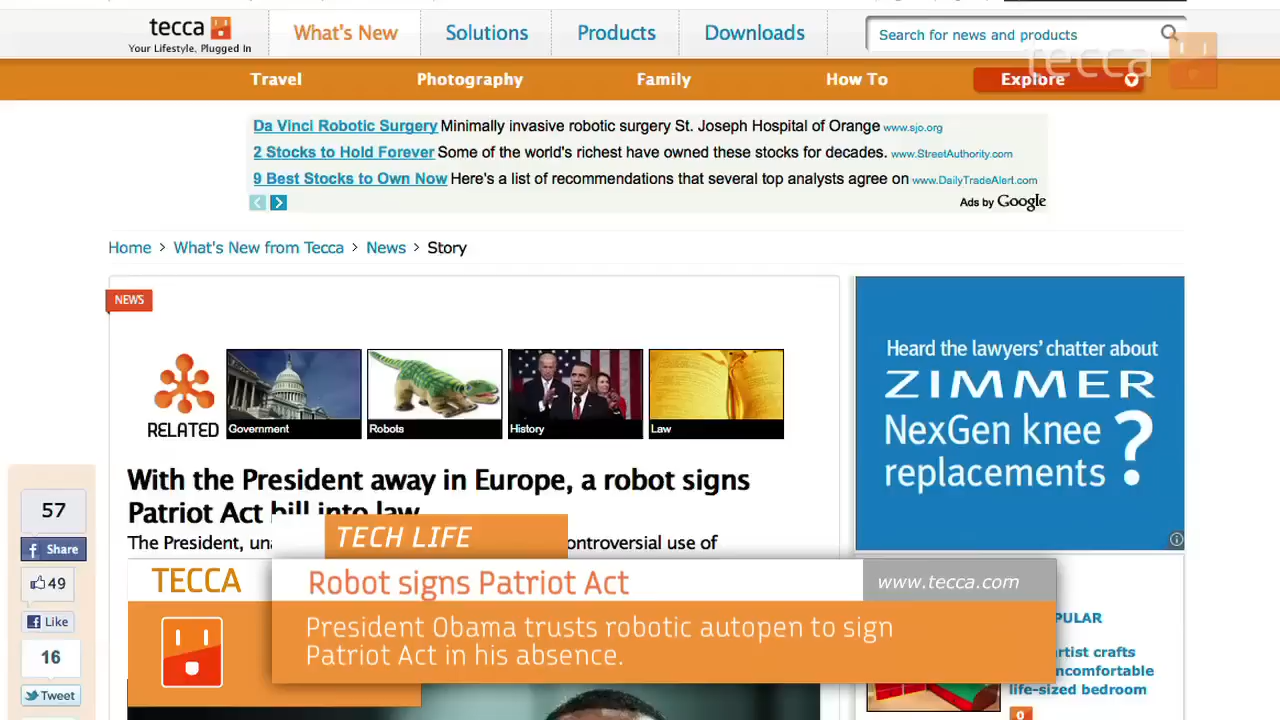 tecca
Your Lifestyle, Plugged In
What's New
Solutions
Products
Downloads
Search for news and products
tecca
Travel
Photography
Family
How To
Explore
Da Vinci Robotic Surgery Minimally invasive robotic surgery St. Joseph Hospital of Orange www.sjo.org
2 Stocks to Hold Forever Some of the world's richest have owned these stocks for decades. www.StreetAuthority.com
9 Best Stocks to Own Now Here's a list of recommendations that several top analysts agree on www.DailyTradeAlert.com
Ads by Google
Home > What's New from Tecca > News > Story
NEWS
RELATED
Government
Robots
History
Law
Heard the lawyers' chatter about
ZIMMER
NexGen knee
replacements?
With the President away in Europe, a robot signs
Patriot Act bill into law
The President,
controversial use of
57
Share
49
Like
16
Tweet
TECH LIFE
TECCA
Robot signs Patriot Act
www.tecca.com
President Obama trusts robotic autopen to sign
Patriot Act in his absence.
crafts
life-sized bedroom